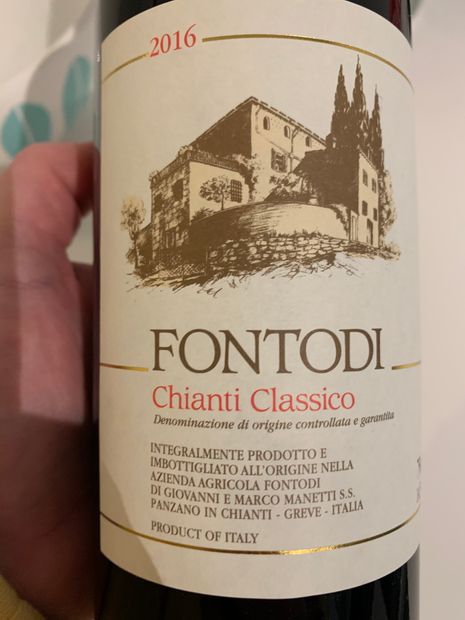 2016
FONTODI
Chianti Classico
Denominazione di origine controllata e garantita
INTEGRALMENTE PRODOTTO E
IMBOTTIGLIATO ALL'ORIGINE NELLA
AZIENDA AGRICOLA FONTODI
DI GIOVANNI E MARCO MANETTI S.S.
PANZANO IN CHIANTI - GREVE - ITALIA
PRODUCT OF ITALY